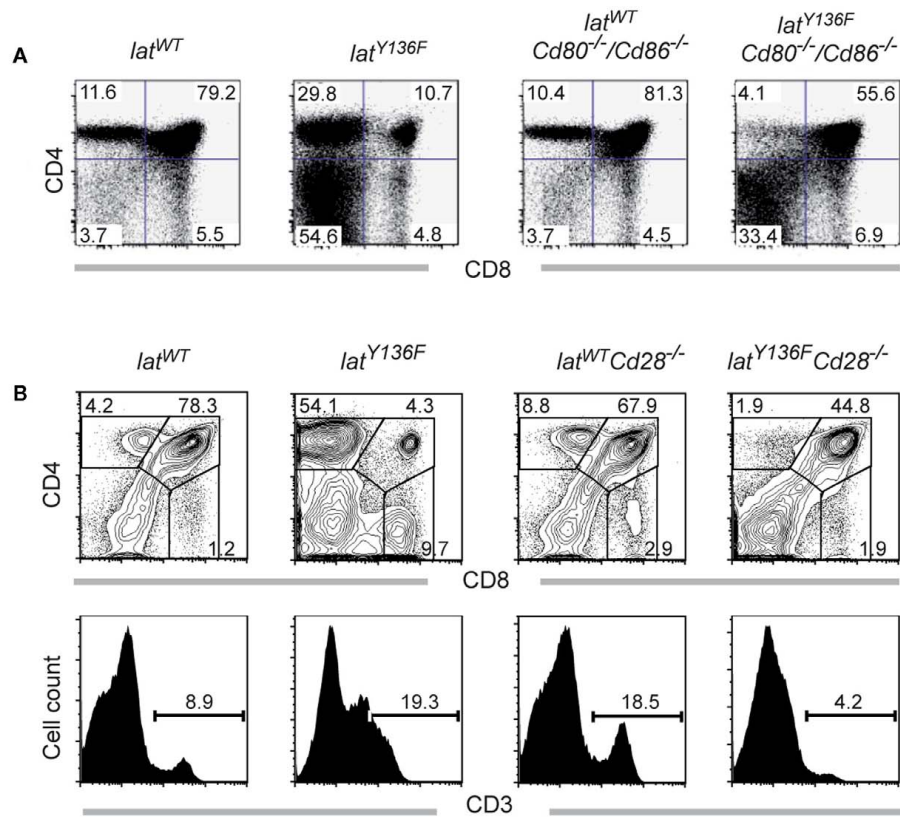 A
lat^WT
lat^Y136F
lat^WT
Cd80^-/-/Cd86^-/-
lat^Y136F
Cd80^-/-/Cd86^-/-
CD4
11.6 79.2
3.7 5.5
29.8 10.7
54.6 4.8
10.4 81.3
3.7 4.5
4.1 55.6
33.4 6.9
CD8
B
lat^WT
lat^Y136F
lat^WT Cd28^-/-
lat^Y136F Cd28^-/-
CD4
4.2 78.3
1.2
54.1 4.3
9.7
8.8 67.9
2.9
1.9 44.8
1.9
CD8
Cell count
8.9
19.3
18.5
4.2
CD3